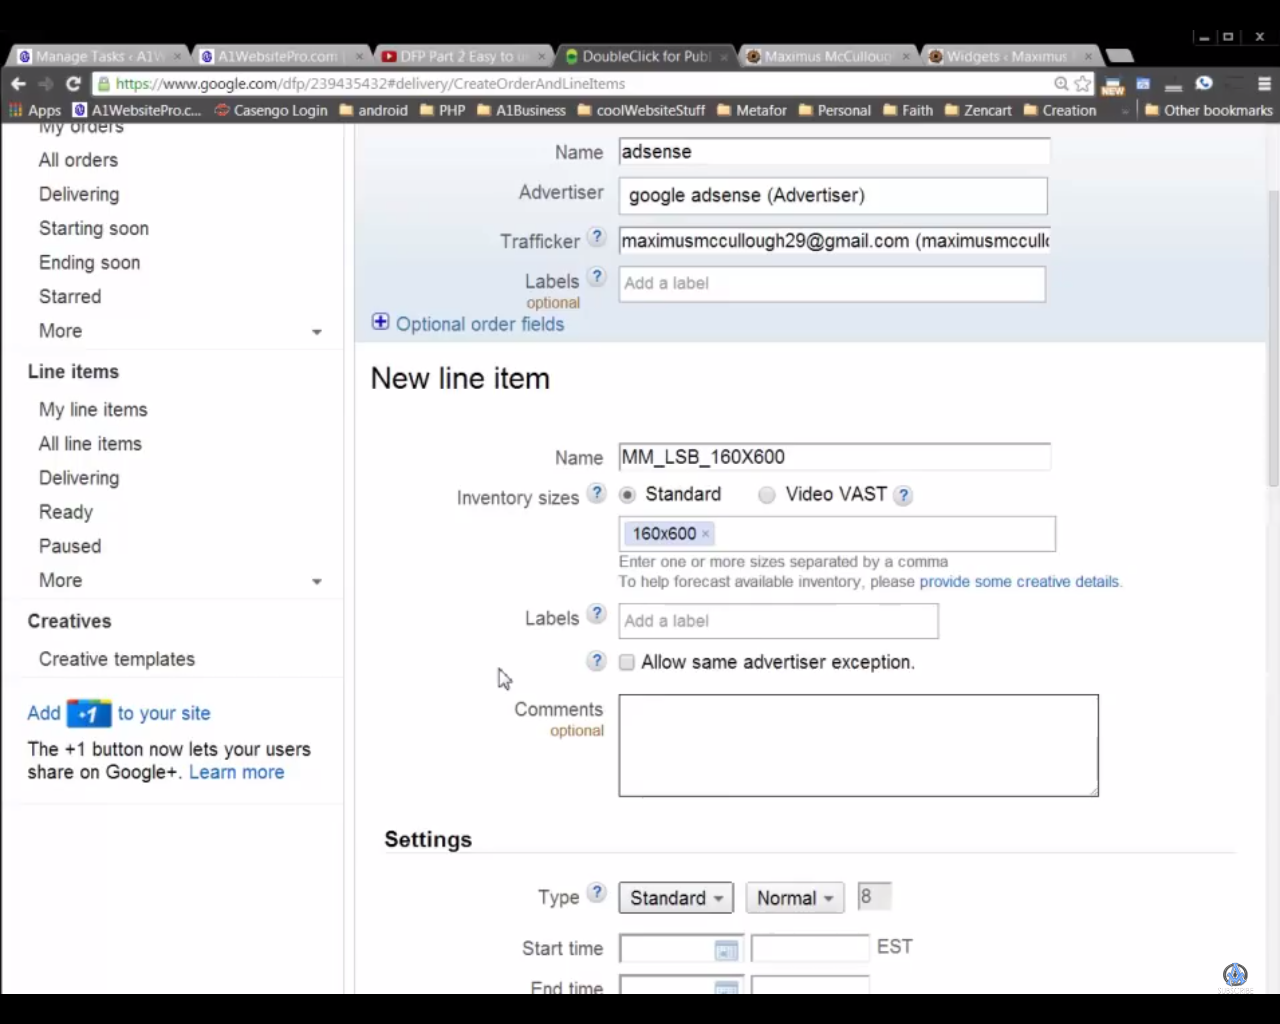 Manage Tasks ‹ A1W
A1WebsitePro.com
DFP Part 2 Easy to u
DoubleClick for Publ
Maximus McCulloug
Widgets ‹ Maximus
https://www.google.com/dfp/239435432#delivery/CreateOrderAndLineItems
NEW
Apps
A1WebsitePro.c...
Casengo Login
android
PHP
A1Business
coolWebsiteStuff
Metafor
Personal
Faith
Zencart
Creation
Other bookmarks
My orders
All orders
Delivering
Starting soon
Ending soon
Starred
More
Line items
My line items
All line items
Delivering
Ready
Paused
More
Creatives
Creative templates
Add +1 to your site
The +1 button now lets your users
share on Google+. Learn more
Name adsense
Advertiser google adsense (Advertiser)
Trafficker ? maximusmccullough29@gmail.com (maximusmccull
Labels ? Add a label
optional
Optional order fields
New line item
Name MM_LSB_160X600
Inventory sizes ? Standard Video VAST ?
160x600 ×
Enter one or more sizes separated by a comma
To help forecast available inventory, please provide some creative details.
Labels ? Add a label
? Allow same advertiser exception.
Comments
optional
Settings
Type ? Standard Normal 8
Start time EST
End time